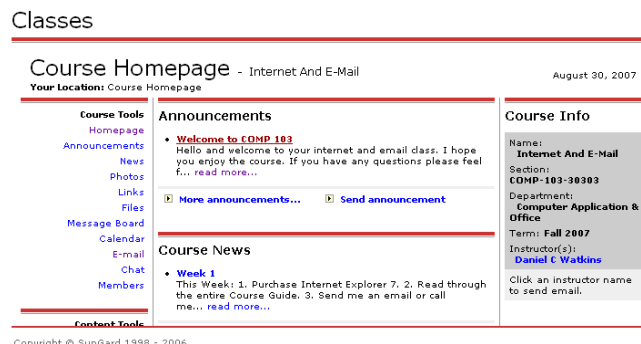 Classes
Course Homepage - Internet And E-Mail
August 30, 2007
Your Location: Course Homepage
Course Tools
Homepage
Announcements
News
Photos
Links
Files
Message Board
Calendar
E-mail
Chat
Members
Content Tools
Announcements
Welcome to COMP 103
Hello and welcome to your internet and email class. I hope
you enjoy the course. If you have any questions please feel
f... read more...
More announcements...
Send announcement
Course News
Week 1
This Week: 1. Purchase Internet Explorer 7. 2. Read through
the entire Course Guide. 3. Send me an email or call
me... read more...
Course Info
Name:
Internet And E-Mail
Section:
COMP-103-30303
Department:
Computer Application &
Office
Term: Fall 2007
Instructor(s):
Daniel C Watkins
Click an instructor name
to send email.
Copyright © SunGard 1998 - 2006